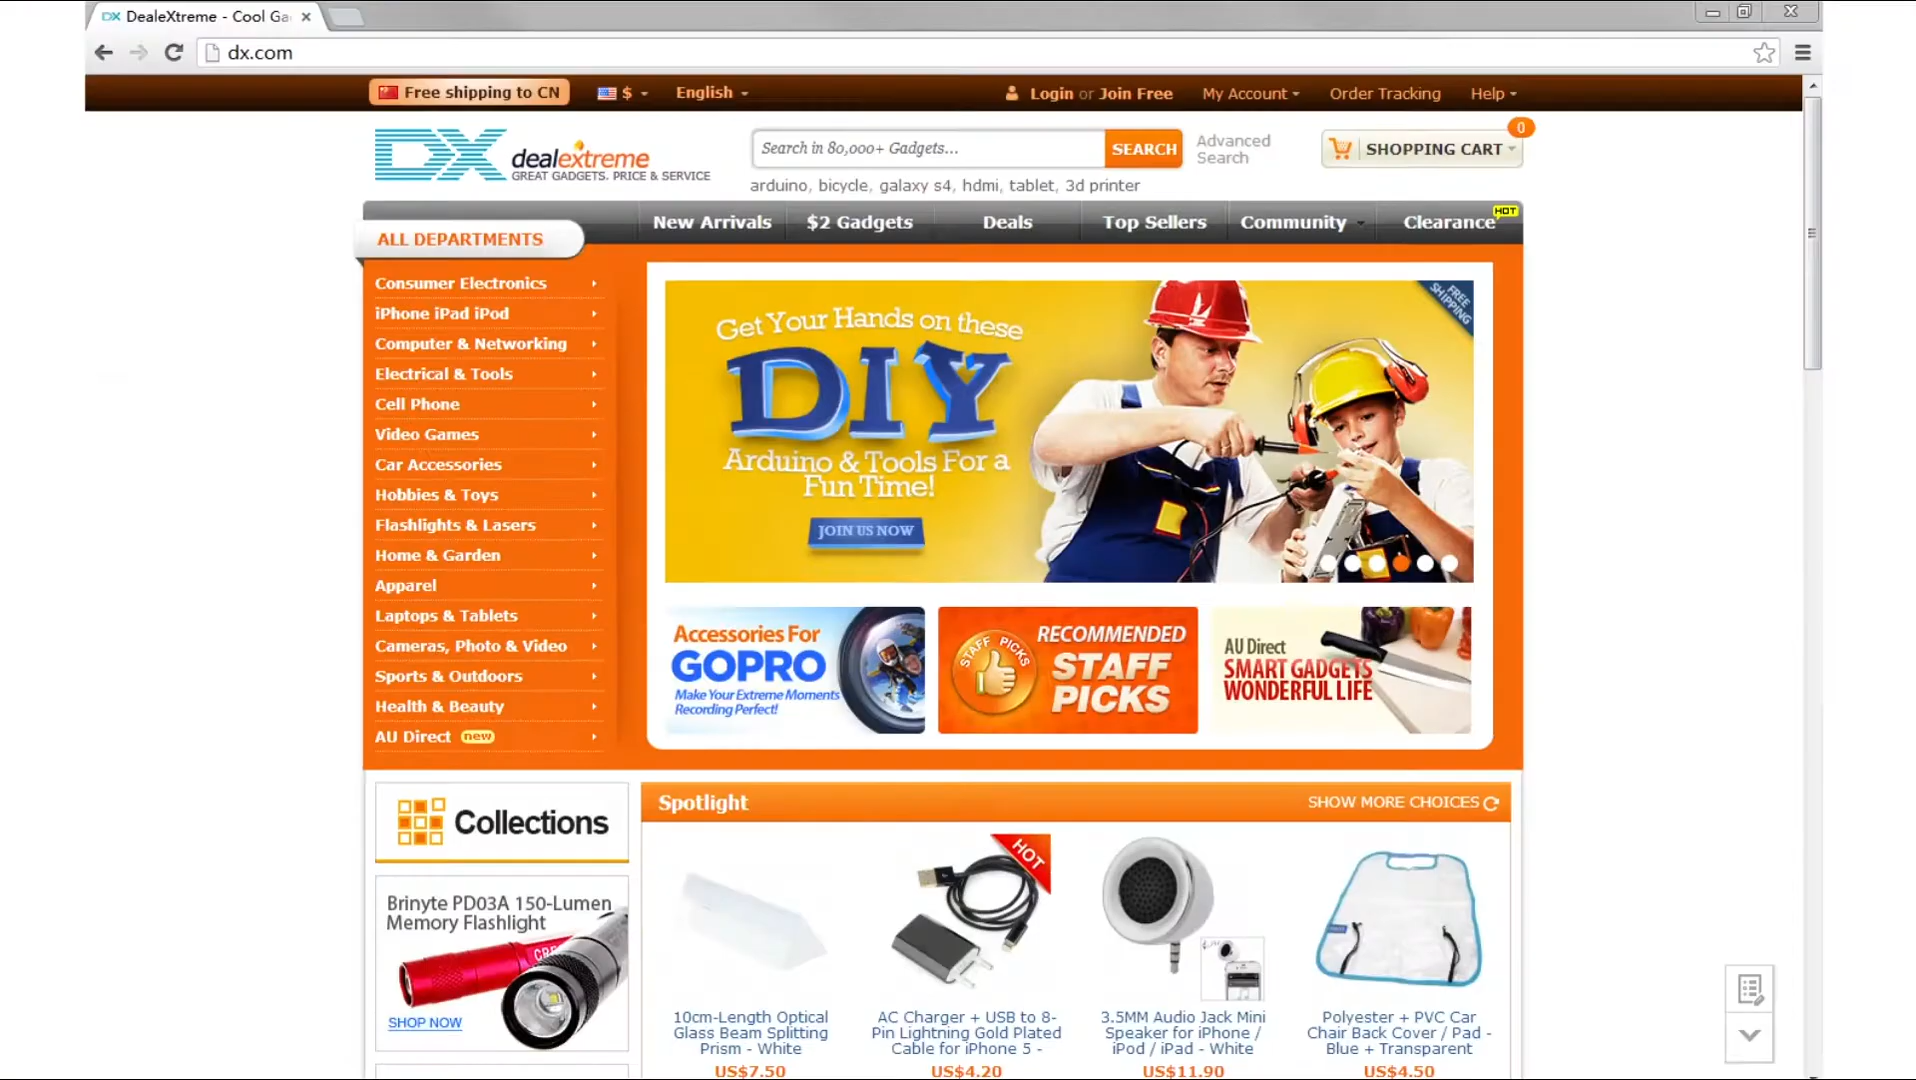 DX DealeXtreme - Cool Ga
dx.com
Free shipping to CN
$
English
Login or Join Free
My Account
Order Tracking
Help
DX dealextreme
GREAT GADGETS. PRICE & SERVICE
Search in 80,000+ Gadgets...
SEARCH
Advanced
Search
0
SHOPPING CART
arduino, bicycle, galaxy s4, hdmi, tablet, 3d printer
ALL DEPARTMENTS
New Arrivals
$2 Gadgets
Deals
Top Sellers
Community
Clearance
HOT
Consumer Electronics
iPhone iPad iPod
Computer & Networking
Electrical & Tools
Cell Phone
Video Games
Car Accessories
Hobbies & Toys
Flashlights & Lasers
Home & Garden
Apparel
Laptops & Tablets
Cameras, Photo & Video
Sports & Outdoors
Health & Beauty
AU Direct new
Get Your Hands on these
DIY
Arduino & Tools For a
Fun Time!
JOIN US NOW
FREE
SHIPPING
Accessories For
GOPRO
Make Your Extreme Moments
Recording Perfect!
STAFF PICKS
RECOMMENDED
STAFF
PICKS
AU Direct
SMART GADGETS
WONDERFUL LIFE
Collections
Brinyte PD03A 150-Lumen
Memory Flashlight
CRE
SHOP NOW
Spotlight
SHOW MORE CHOICES
HOT
10cm-Length Optical
Glass Beam Splitting
Prism - White
US$7.50
AC Charger + USB to 8-
Pin Lightning Gold Plated
Cable for iPhone 5 -
US$4.20
3.5MM Audio Jack Mini
Speaker for iPhone /
iPod / iPad - White
US$11.90
Polyester + PVC Car
Chair Back Cover / Pad -
Blue + Transparent
US$4.50